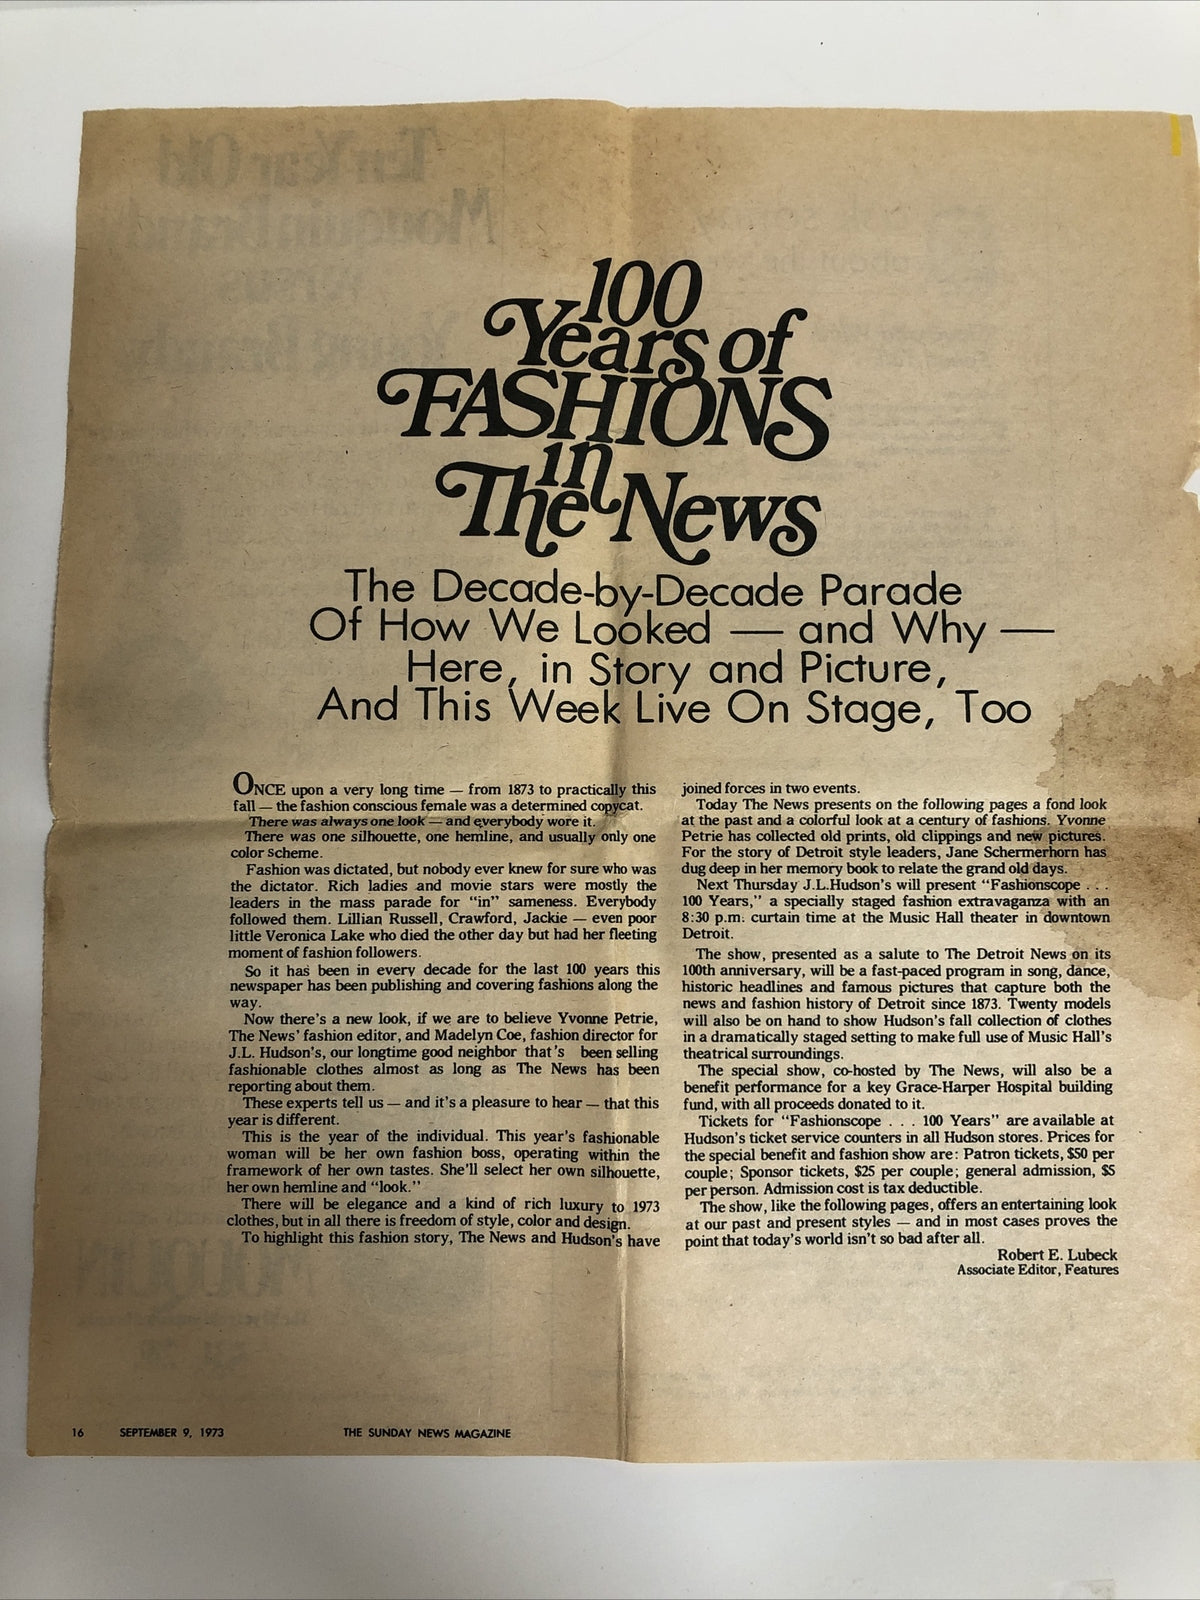 100
Years of
FASHIONS
in
The News
The Decade-by-Decade Parade
Of How We Looked — and Why —
Here, in Story and Picture,
And This Week Live On Stage, Too
ONCE upon a very long time — from 1873 to practically this
fall — the fashion conscious female was a determined copycat.
There was always one look — and everybody wore it.
There was one silhouette, one hemline, and usually only one
color scheme.
Fashion was dictated, but nobody ever knew for sure who was
the dictator. Rich ladies and movie stars were mostly the
leaders in the mass parade for "in" sameness. Everybody
followed them. Lillian Russell, Crawford, Jackie — even poor
little Veronica Lake who died the other day but had her fleeting
moment of fashion followers.
So it has been in every decade for the last 100 years this
newspaper has been publishing and covering fashions along the
way.
Now there's a new look, if we are to believe Yvonne Petrie,
The News' fashion editor, and Madelyn Coe, fashion director for
J.L. Hudson's, our longtime good neighbor that's been selling
fashionable clothes almost as long as The News has been
reporting about them.
These experts tell us — and it's a pleasure to hear — that this
year is different.
This is the year of the individual. This year's fashionable
woman will be her own fashion boss, operating within the
framework of her own tastes. She'll select her own silhouette,
her own hemline and "look."
There will be elegance and a kind of rich luxury to 1973
clothes, but in all there is freedom of style, color and design.
To highlight this fashion story, The News and Hudson's have
joined forces in two events.
Today The News presents on the following pages a fond look
at the past and a colorful look at a century of fashions. Yvonne
Petrie has collected old prints, old clippings and new pictures.
For the story of Detroit style leaders, Jane Schermerhorn has
dug deep in her memory book to relate the grand old days.
Next Thursday J.L.Hudson's will present "Fashionscope . . .
100 Years," a specially staged fashion extravaganza with an
8:30 p.m. curtain time at the Music Hall theater in downtown
Detroit.
The show, presented as a salute to The Detroit News on its
100th anniversary, will be a fast-paced program in song, dance,
historic headlines and famous pictures that capture both the
news and fashion history of Detroit since 1873. Twenty models
will also be on hand to show Hudson's fall collection of clothes
in a dramatically staged setting to make full use of Music Hall's
theatrical surroundings.
The special show, co-hosted by The News, will also be a
benefit performance for a key Grace-Harper Hospital building
fund, with all proceeds donated to it.
Tickets for "Fashionscope . . . 100 Years" are available at
Hudson's ticket service counters in all Hudson stores. Prices for
the special benefit and fashion show are: Patron tickets, $50 per
couple; Sponsor tickets, $25 per couple; general admission, $5
per person. Admission cost is tax deductible.
The show, like the following pages, offers an entertaining look
at our past and present styles — and in most cases proves the
point that today's world isn't so bad after all.
Robert E. Lubeck
Associate Editor, Features
16 SEPTEMBER 9, 1973 THE SUNDAY NEWS MAGAZINE